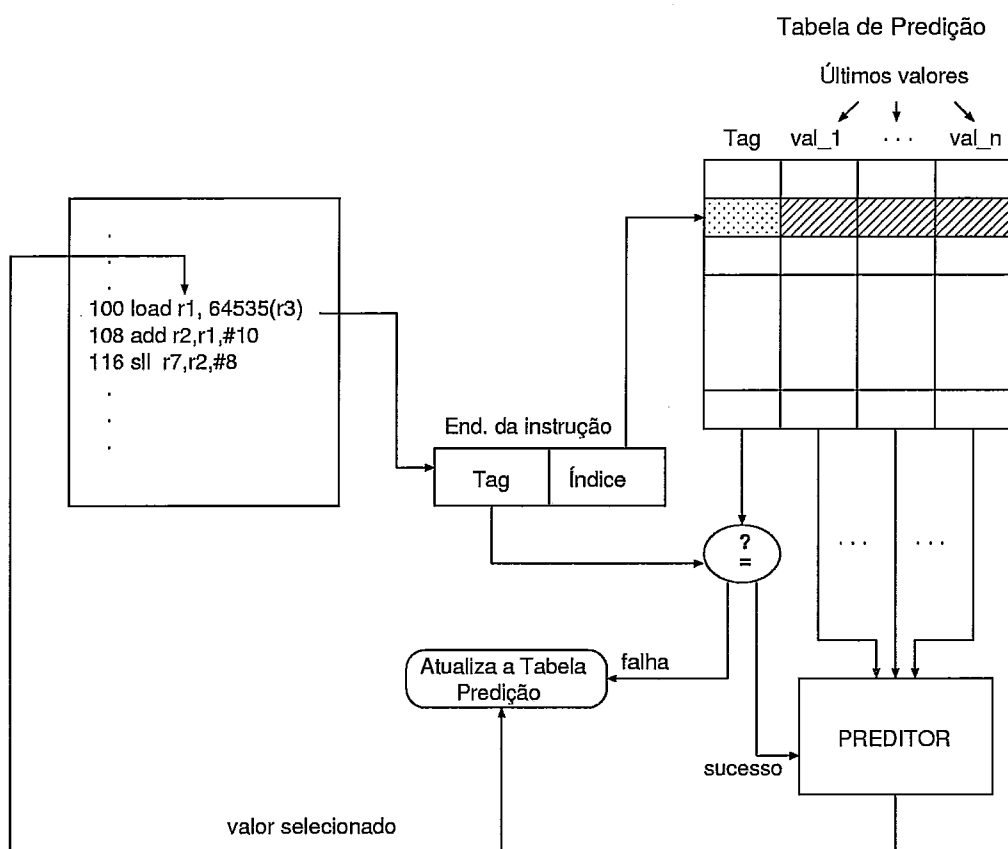 Tabela de Predição
Últimos valores
Tag val_1 ... val_n
.
.
.
100 load r1, 64535(r3)
108 add r2,r1,#10
116 sll r7,r2,#8
.
.
.
End. da instrução
Tag Índice
?
=
... ...
Atualiza a Tabela
Predição
falha
PREDITOR
sucesso
valor selecionado